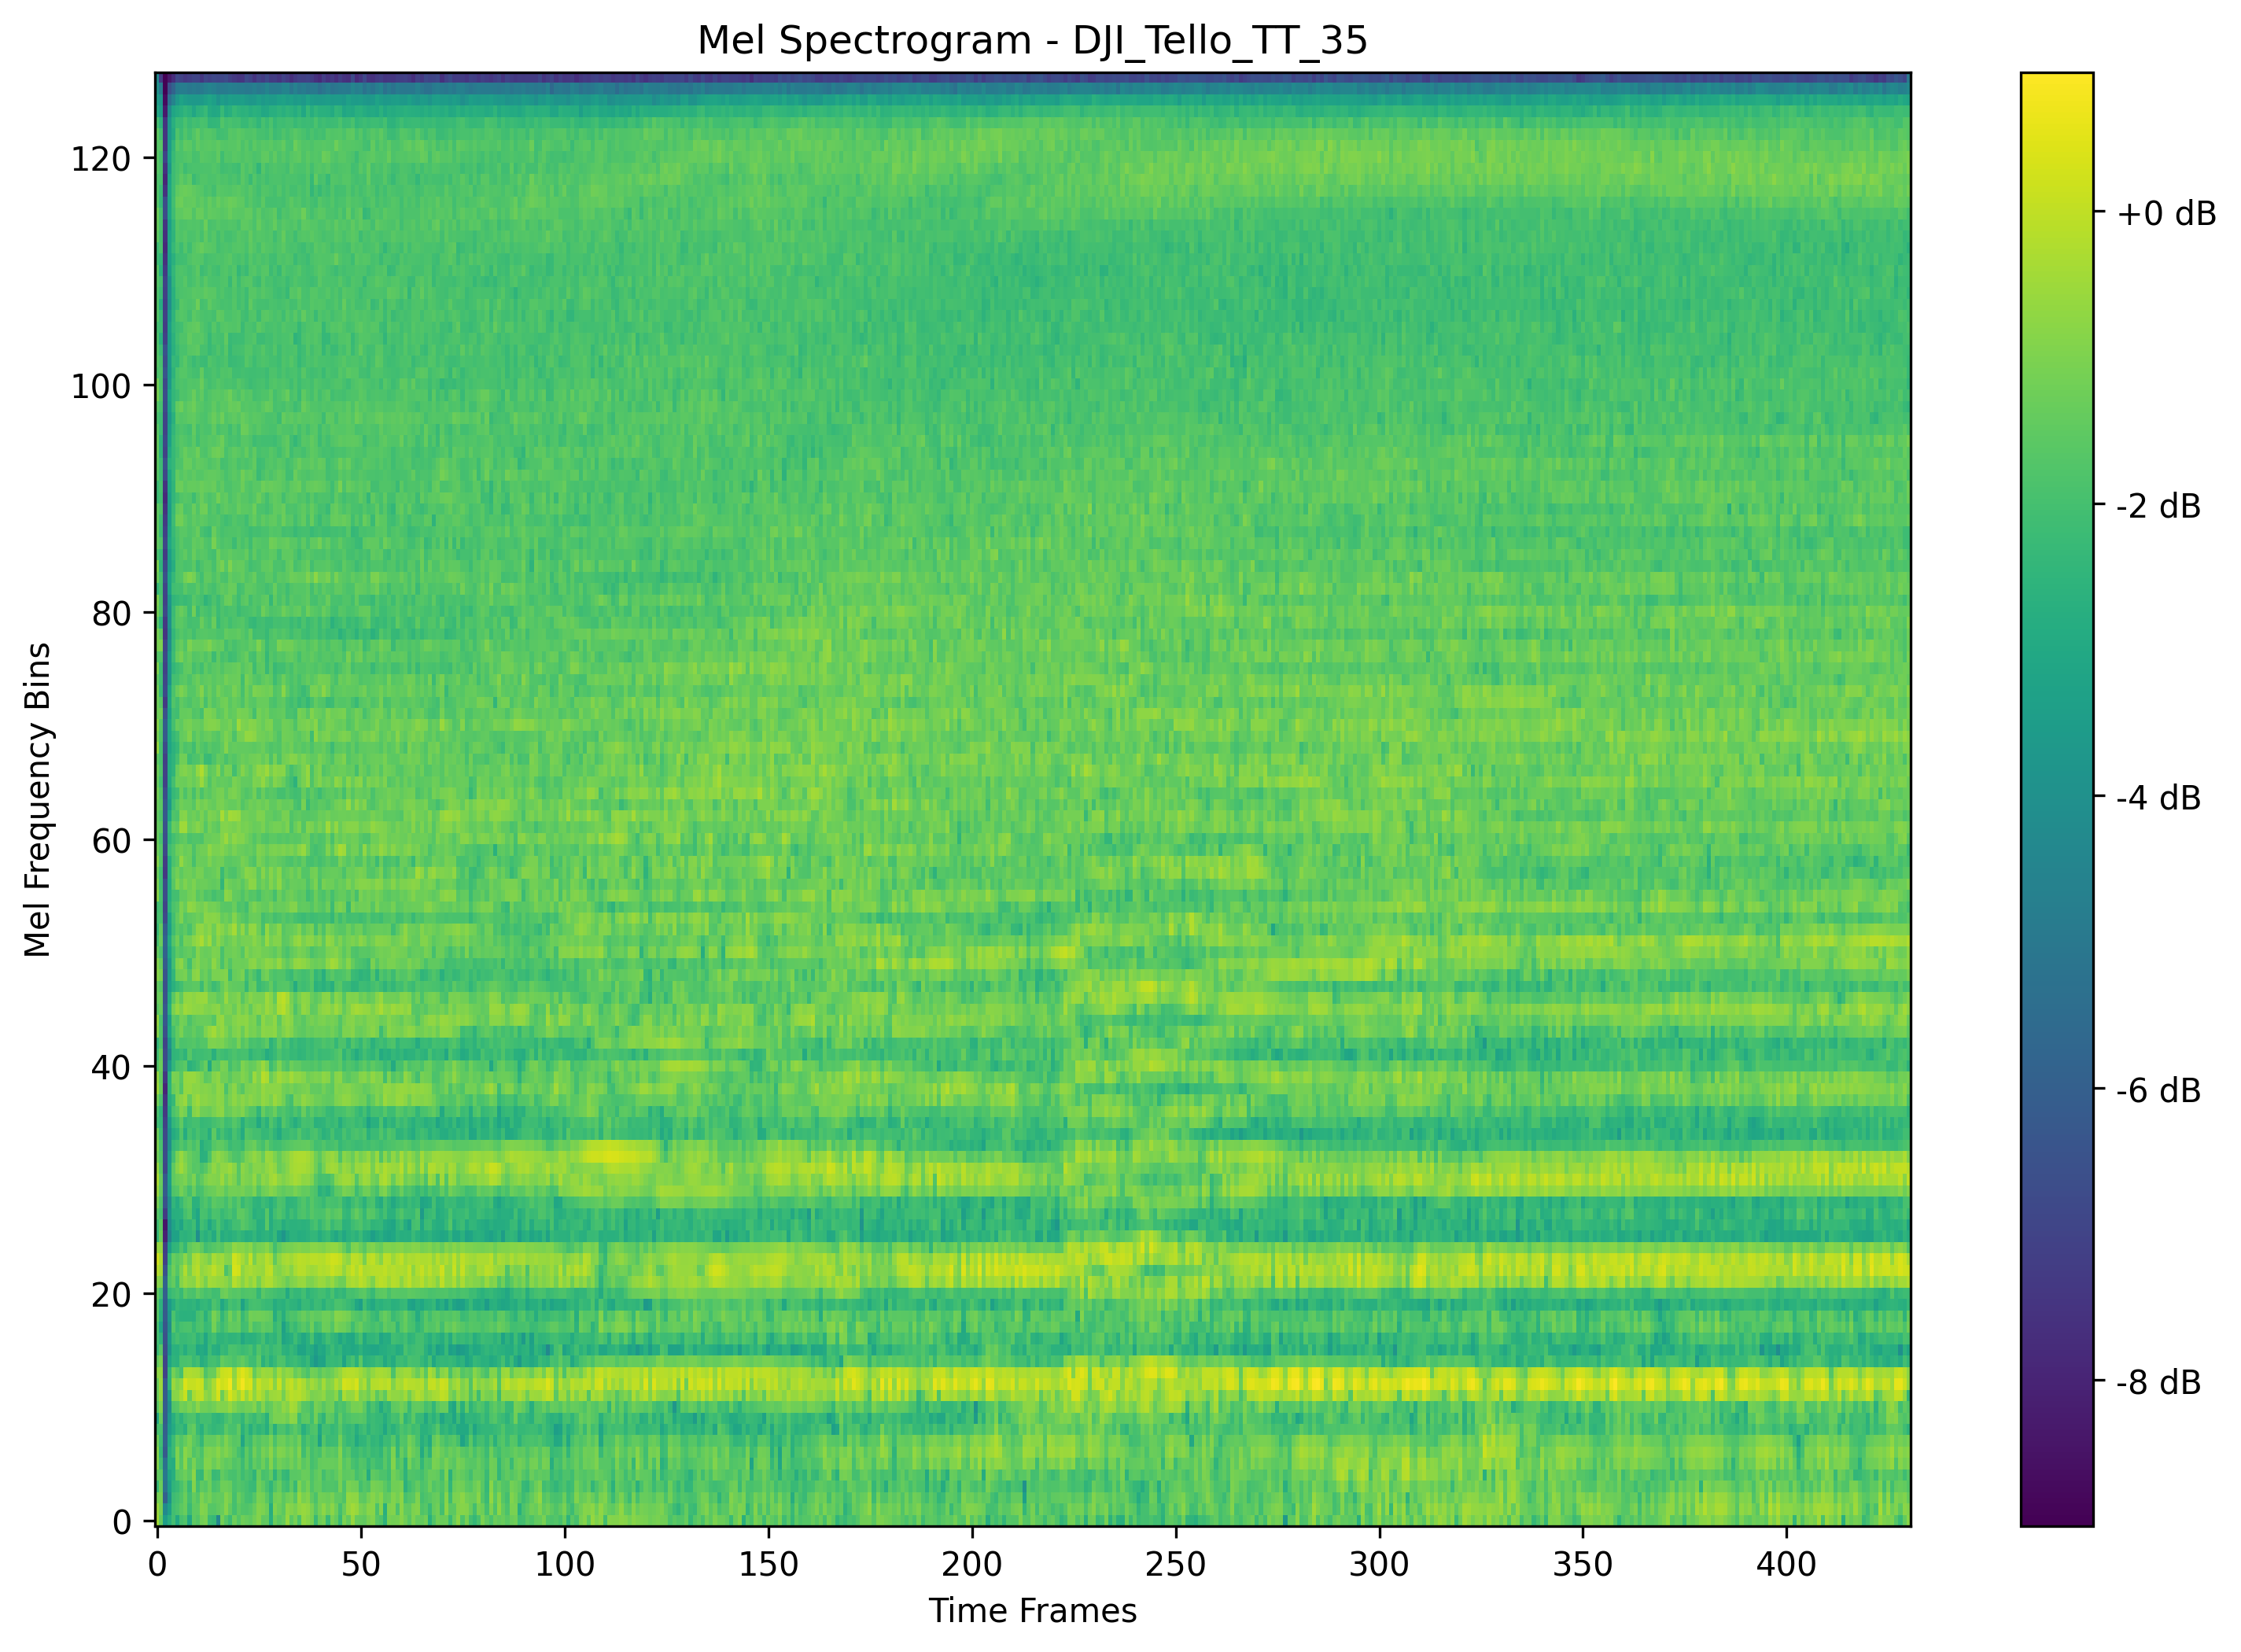 Mel Spectrogram - DJI_Tello_TT_35
120
100
80
60
40
20
0
Mel Frequency Bins
0 50 100 150 200 250 300 350 400
Time Frames
+0 dB
-2 dB
-4 dB
-6 dB
-8 dB